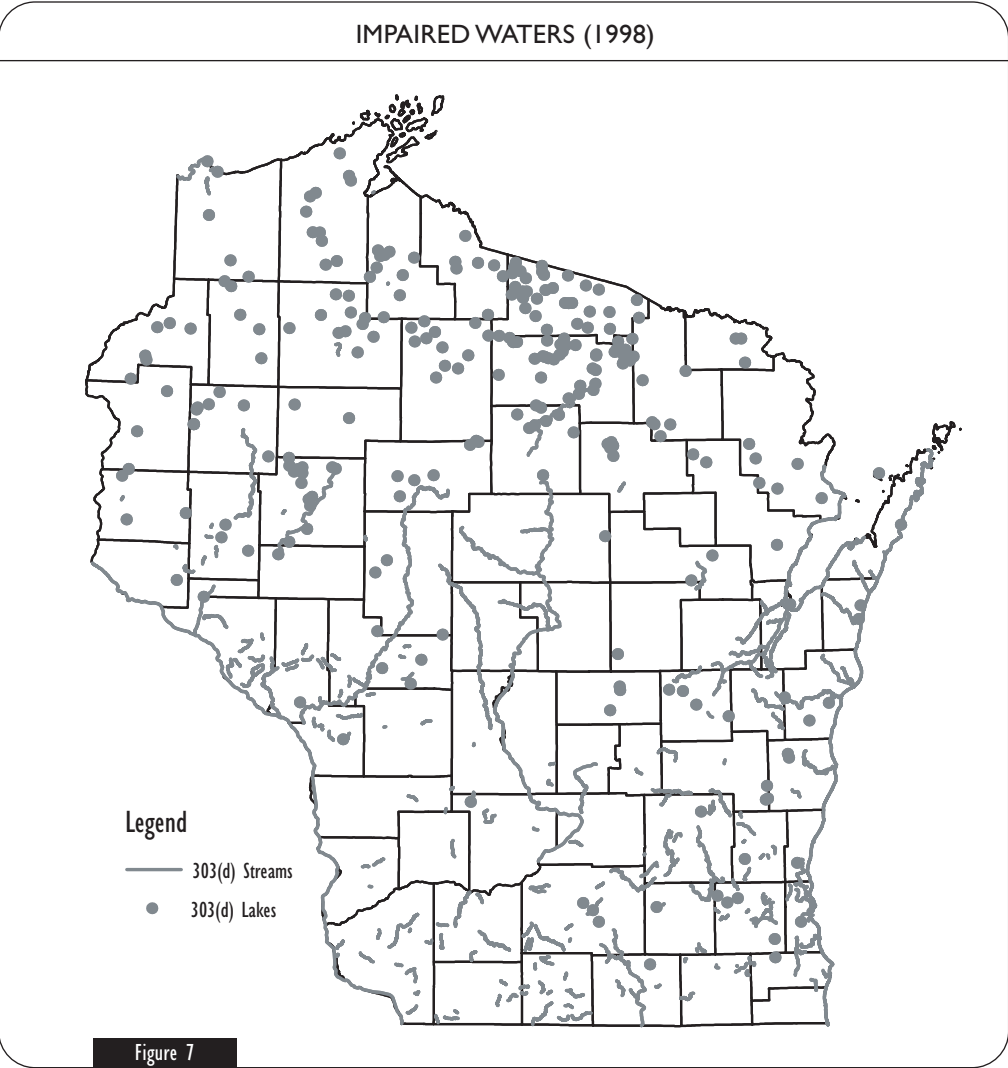 IMPAIRED WATERS (1998)
Legend
303(d) Streams
303(d) Lakes
Figure 7